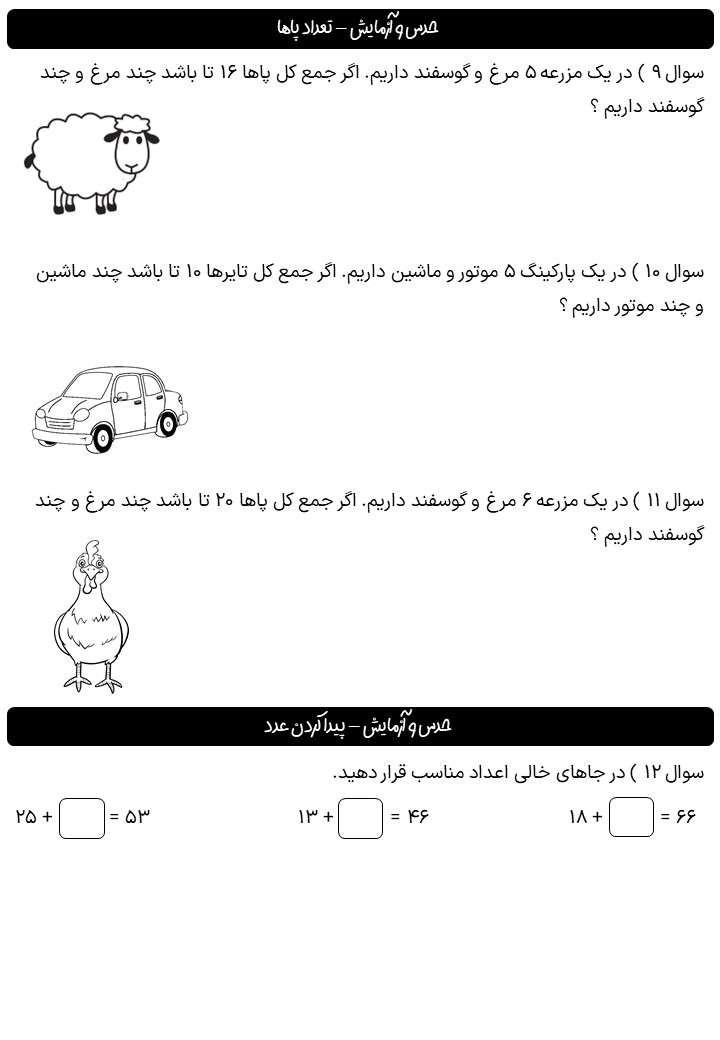 حدس و آزمایش – تعداد پاها
سوال ۹ ) در یک مزرعه ۵ مرغ و گوسفند داریم. اگر جمع کل پاها ۱۶ تا باشد چند مرغ و چند
گوسفند داریم ؟
سوال ۱۰ ) در یک پارکینگ ۵ موتور و ماشین داریم. اگر جمع کل تایرها ۱۰ تا باشد چند ماشین
و چند موتور داریم ؟
سوال ۱۱ ) در یک مزرعه ۶ مرغ و گوسفند داریم. اگر جمع کل پاها ۲۰ تا باشد چند مرغ و چند
گوسفند داریم ؟
حدس و آزمایش – پیدا کردن عدد
سوال ۱۲ ) در جاهای خالی اعداد مناسب قرار دهید.
۲۵ + = ۵۳ ۱۳ + = ۴۶ ۱۸ + = ۶۶